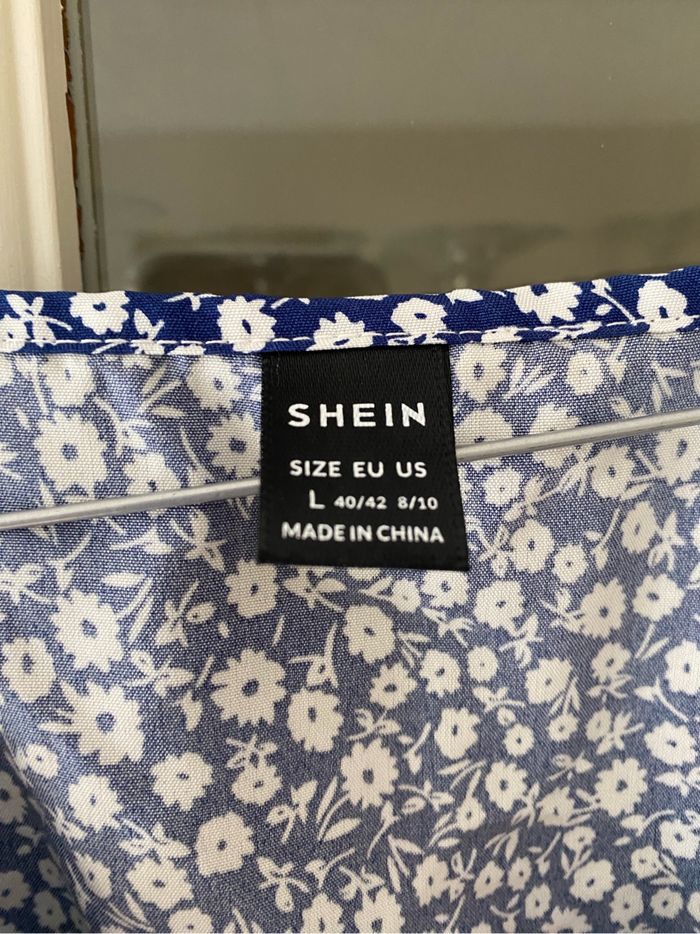 SHEIN
SIZE EU US
L 40/42 8/10
MADE IN CHINA